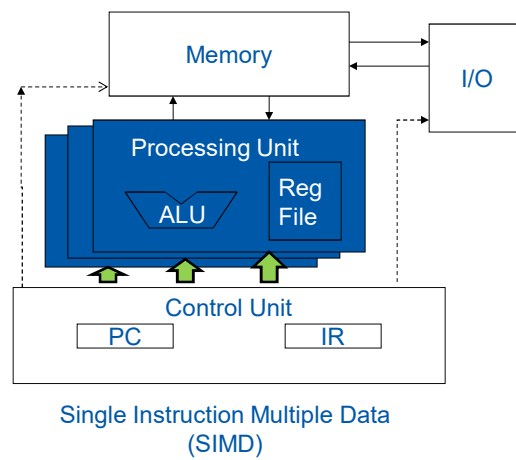 Memory
I/O
Processing Unit
ALU
Reg
File
Control Unit
PC
IR
Single Instruction Multiple Data
(SIMD)